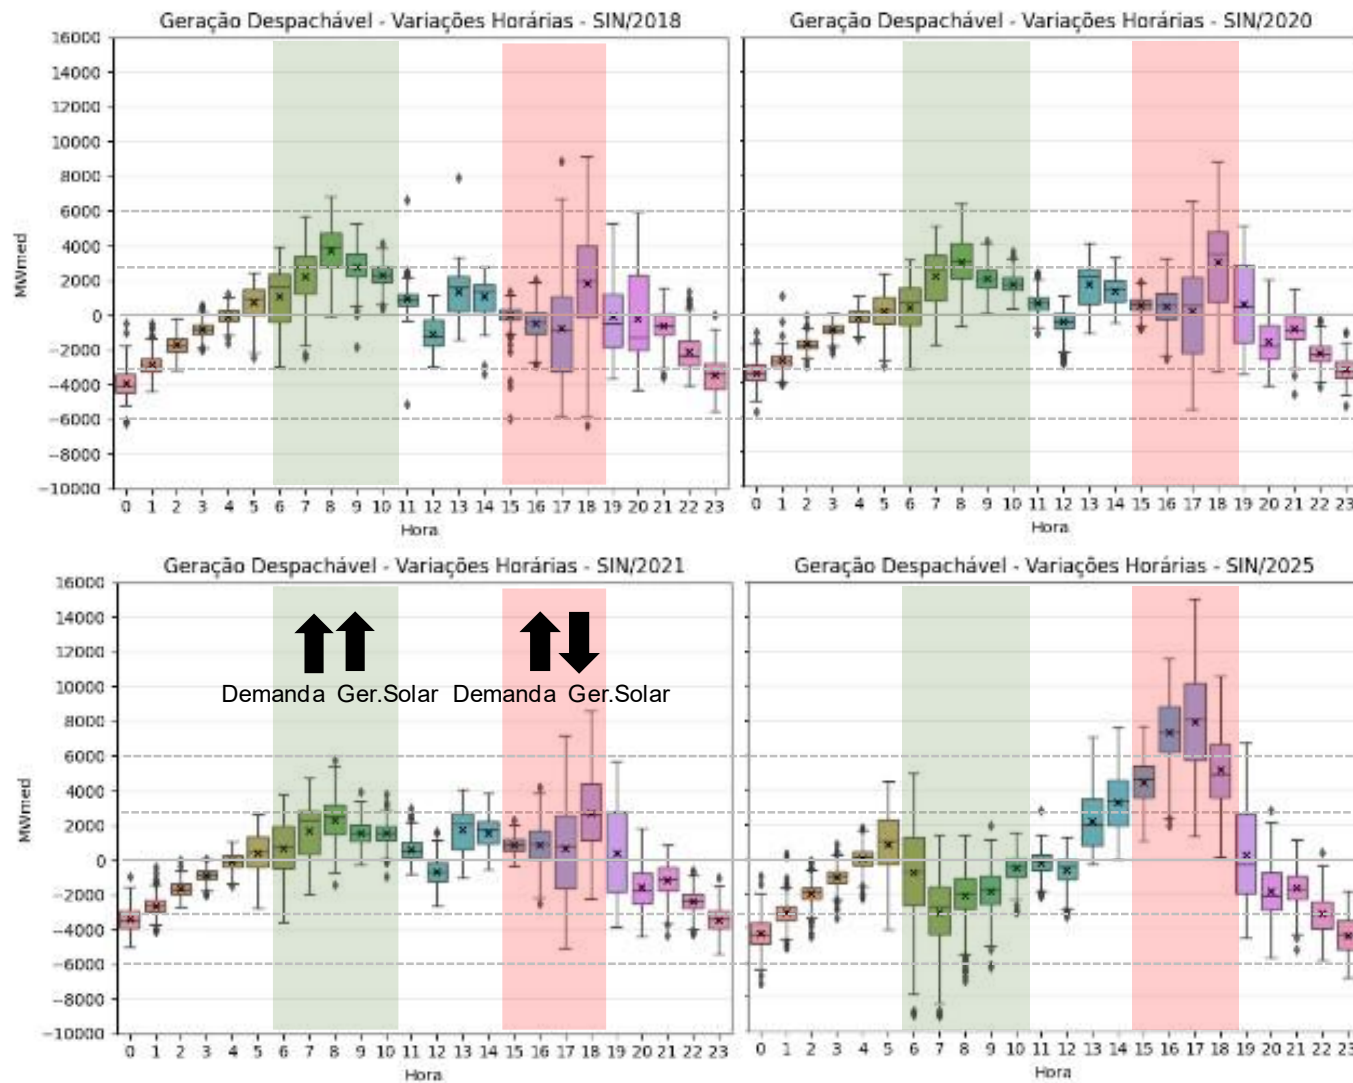 Geração Despachável - Variações Horárias - SIN/2018
16000
14000
12000
10000
8000
6000
4000
2000
0
−2000
−4000
−6000
−8000
−10000
MWmed
0 1 2 3 4 5 6 7 8 9 10 11 12 13 14 15 16 17 18 19 20 21 22 23
Hora
Geração Despachável - Variações Horárias - SIN/2020
0 1 2 3 4 5 6 7 8 9 10 11 12 13 14 15 16 17 18 19 20 21 22 23
Hora
Geração Despachável - Variações Horárias - SIN/2021
16000
14000
12000
10000
8000
6000
4000
2000
0
−2000
−4000
−6000
−8000
−10000
MWmed
Demanda Ger.Solar Demanda Ger.Solar
0 1 2 3 4 5 6 7 8 9 10 11 12 13 14 15 16 17 18 19 20 21 22 23
Hora
Geração Despachável - Variações Horárias - SIN/2025
0 1 2 3 4 5 6 7 8 9 10 11 12 13 14 15 16 17 18 19 20 21 22 23
Hora